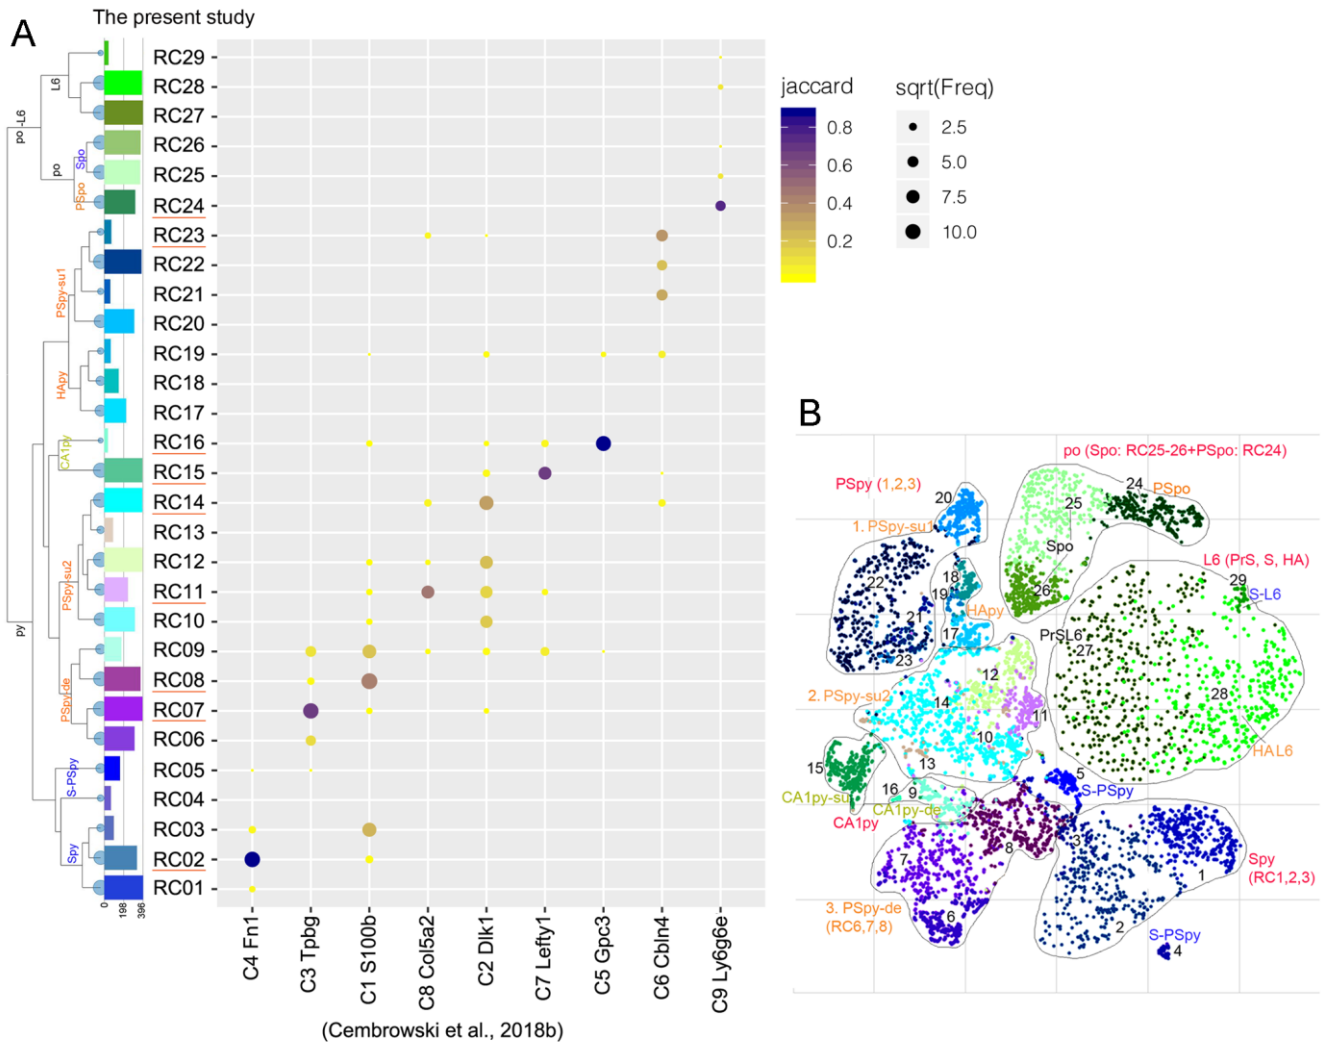 The present study
A
RC29
RC28
RC27
RC26
RC25
RC24
RC23
RC22
RC21
RC20
RC19
RC18
RC17
RC16
RC15
RC14
RC13
RC12
RC11
RC10
RC09
RC08
RC07
RC06
RC05
RC04
RC03
RC02
RC01
po-L6
L6
po
Spo
PSpo
PSpy-su1
HApy
CA1py
py
PSpy-su2
PSpy-de
S-PSpy
Spy
0
198
396
C4 Fn1
C3 Tpbg
C1 S100b
C8 Col5a2
C2 Dlk1
C7 Lefty1
C5 Gpc3
C6 Cbln4
C9 Ly6g6e
(Cembrowski et al., 2018b)
jaccard
0.8
0.6
0.4
0.2
sqrt(Freq)
2.5
5.0
7.5
10.0
B
po (Spo: RC25-26+PSpo: RC24)
PSpy (1,2,3)
20
24
PSpo
25
1. PSpy-su1
Spo
L6 (PrS, S, HA)
22
18
29
26
S-L6
19
21
HApy
17
PrSL6
27
23
12
2. PSpy-su2
14
28
11
10
HAL6
13
15
5
S-PSpy
16
9
CA1py-su
CA1py-de
CA1py
3
8
7
Spy
(RC1,2,3)
1
3. PSpy-de
(RC6,7,8)
6
2
S-PSpy
4